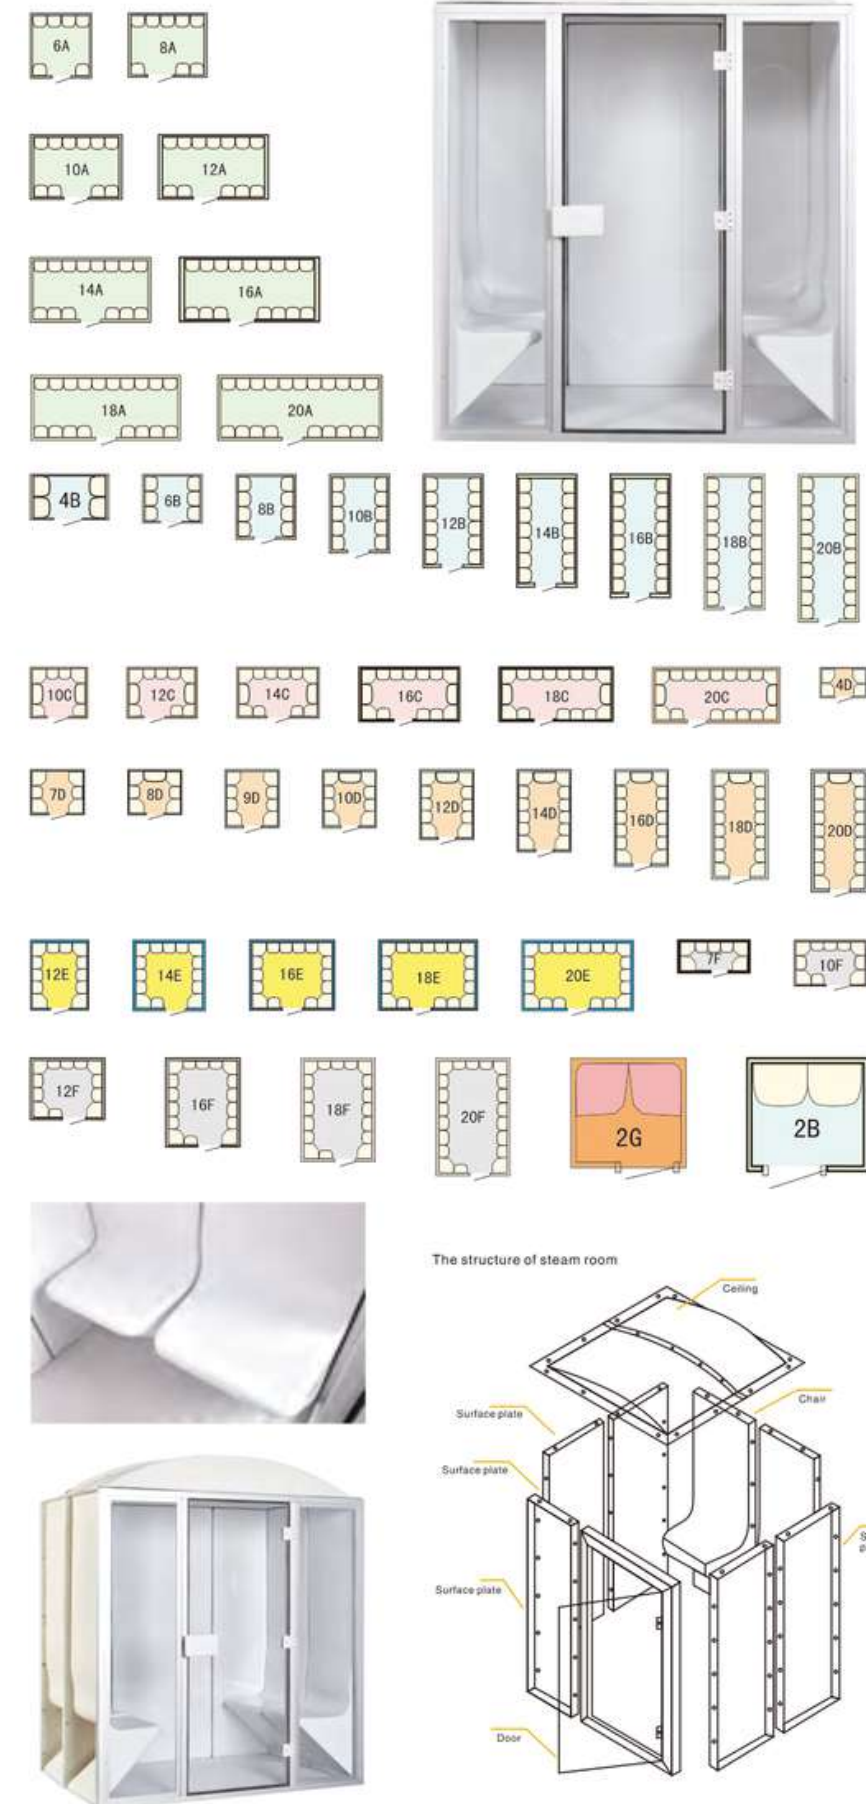 6A
8A
10A
12A
14A
16A
18A
20A
4B
6B
8B
10B
12B
14B
16B
18B
20B
10C
12C
14C
16C
18C
20C
4D
7D
8D
9D
10D
12D
14D
16D
18D
20D
12E
14E
16E
18E
20E
7F
10F
12F
16F
18F
20F
2G
2B
The structure of steam room
Ceiling
Chair
Surface plate
Surface plate
Surface plate
Door